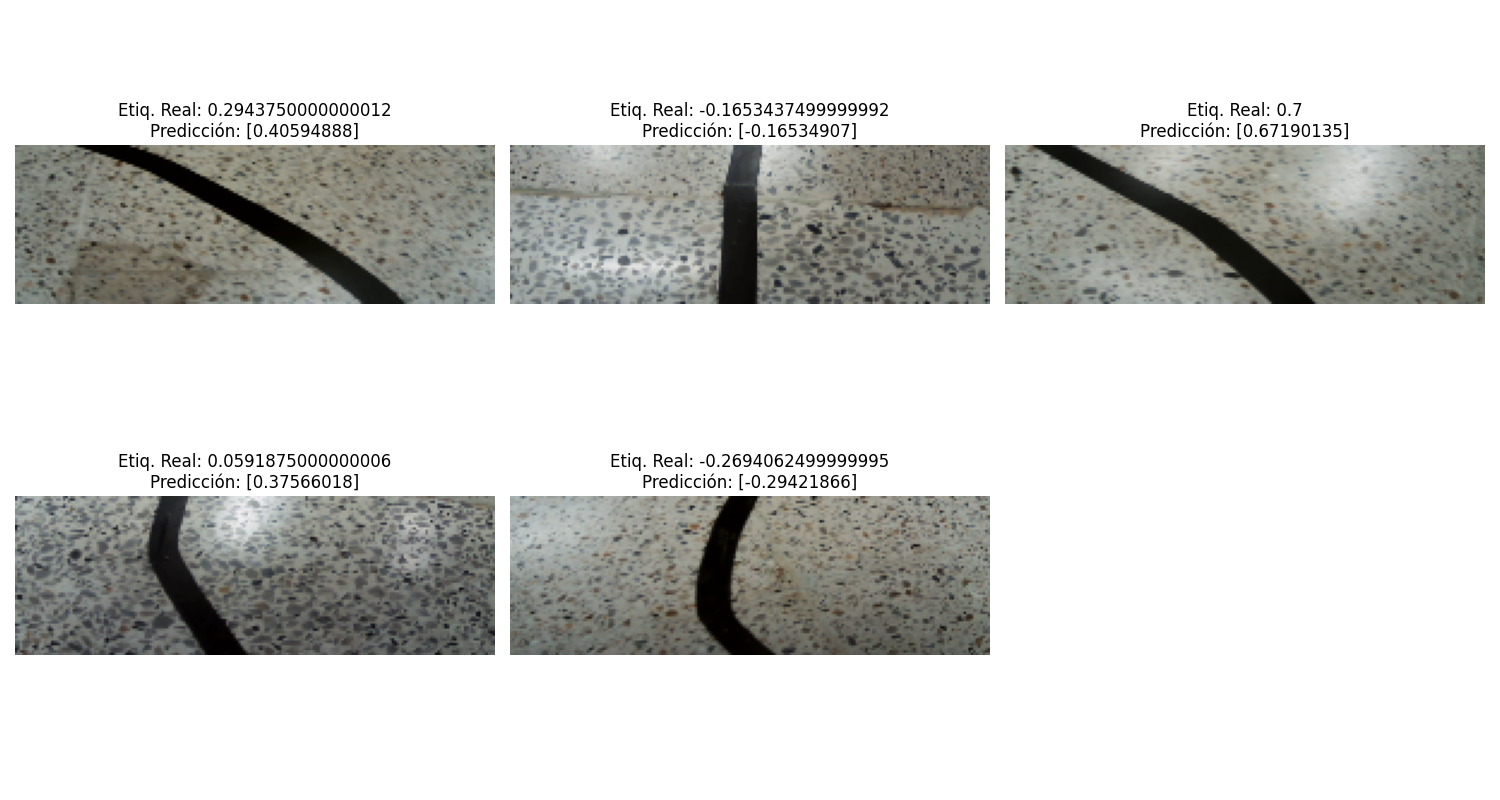 Etiq. Real: 0.2943750000000012
Predicción: [0.40594888]
Etiq. Real: -0.1653437499999992
Predicción: [-0.16534907]
Etiq. Real: 0.7
Predicción: [0.67190135]
Etiq. Real: 0.0591875000000006
Predicción: [0.37566018]
Etiq. Real: -0.2694062499999995
Predicción: [-0.29421866]